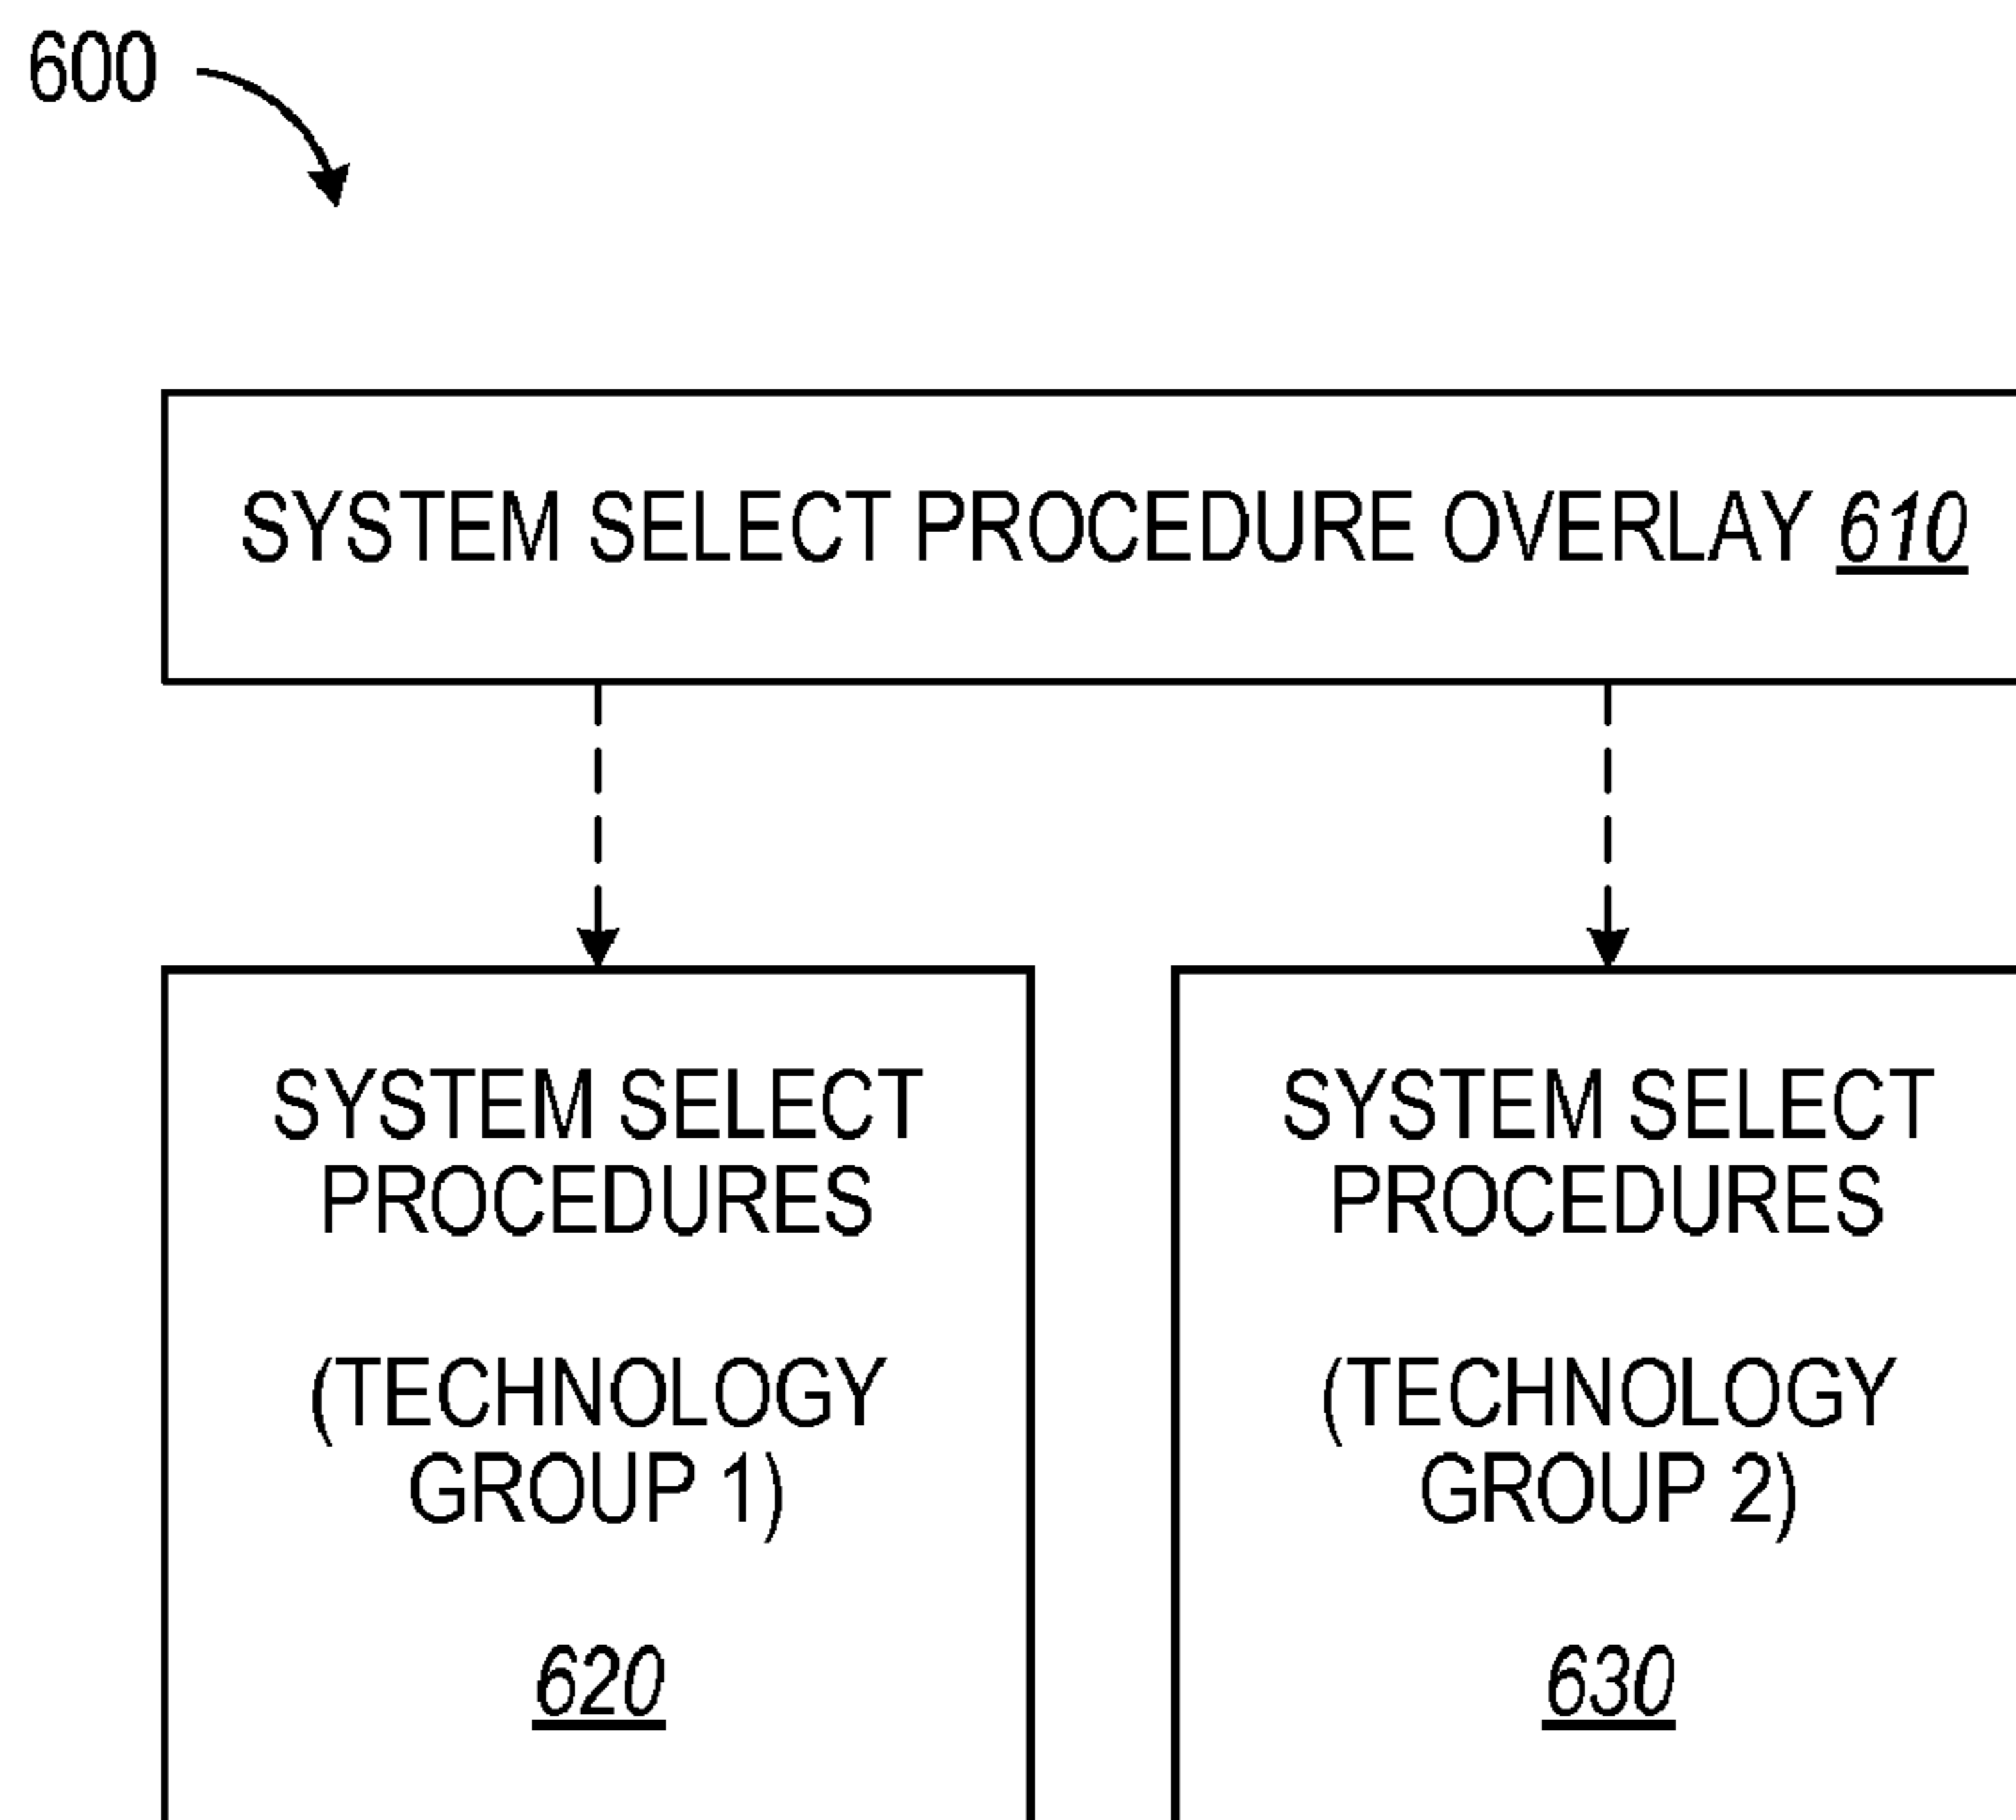 600
SYSTEM SELECT PROCEDURE OVERLAY 610
SYSTEM SELECT
PROCEDURES
(TECHNOLOGY
GROUP 1)
620
SYSTEM SELECT
PROCEDURES
(TECHNOLOGY
GROUP 2)
630